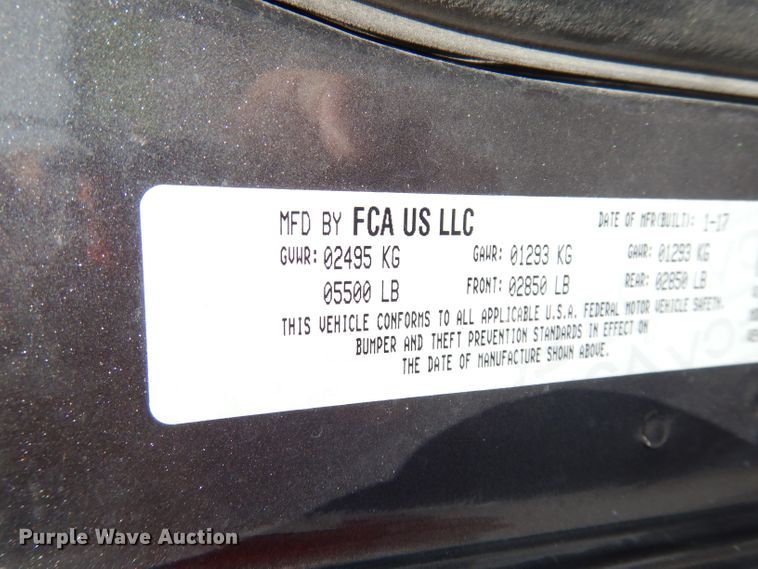 MFD BY FCA US LLC DATE OF MFR(BUILT): 1-17
GVWR: 02495 KG GAWR: 01293 KG GAWR: 01293 KG
05500 LB FRONT: 02850 LB REAR: 02850 LB
THIS VEHICLE CONFORMS TO ALL APPLICABLE U.S.A. FEDERAL MOTOR VEHICLE SAFETY,
BUMPER AND THEFT PREVENTION STANDARDS IN EFFECT ON
THE DATE OF MANUFACTURE SHOWN ABOVE.
Purple Wave Auction